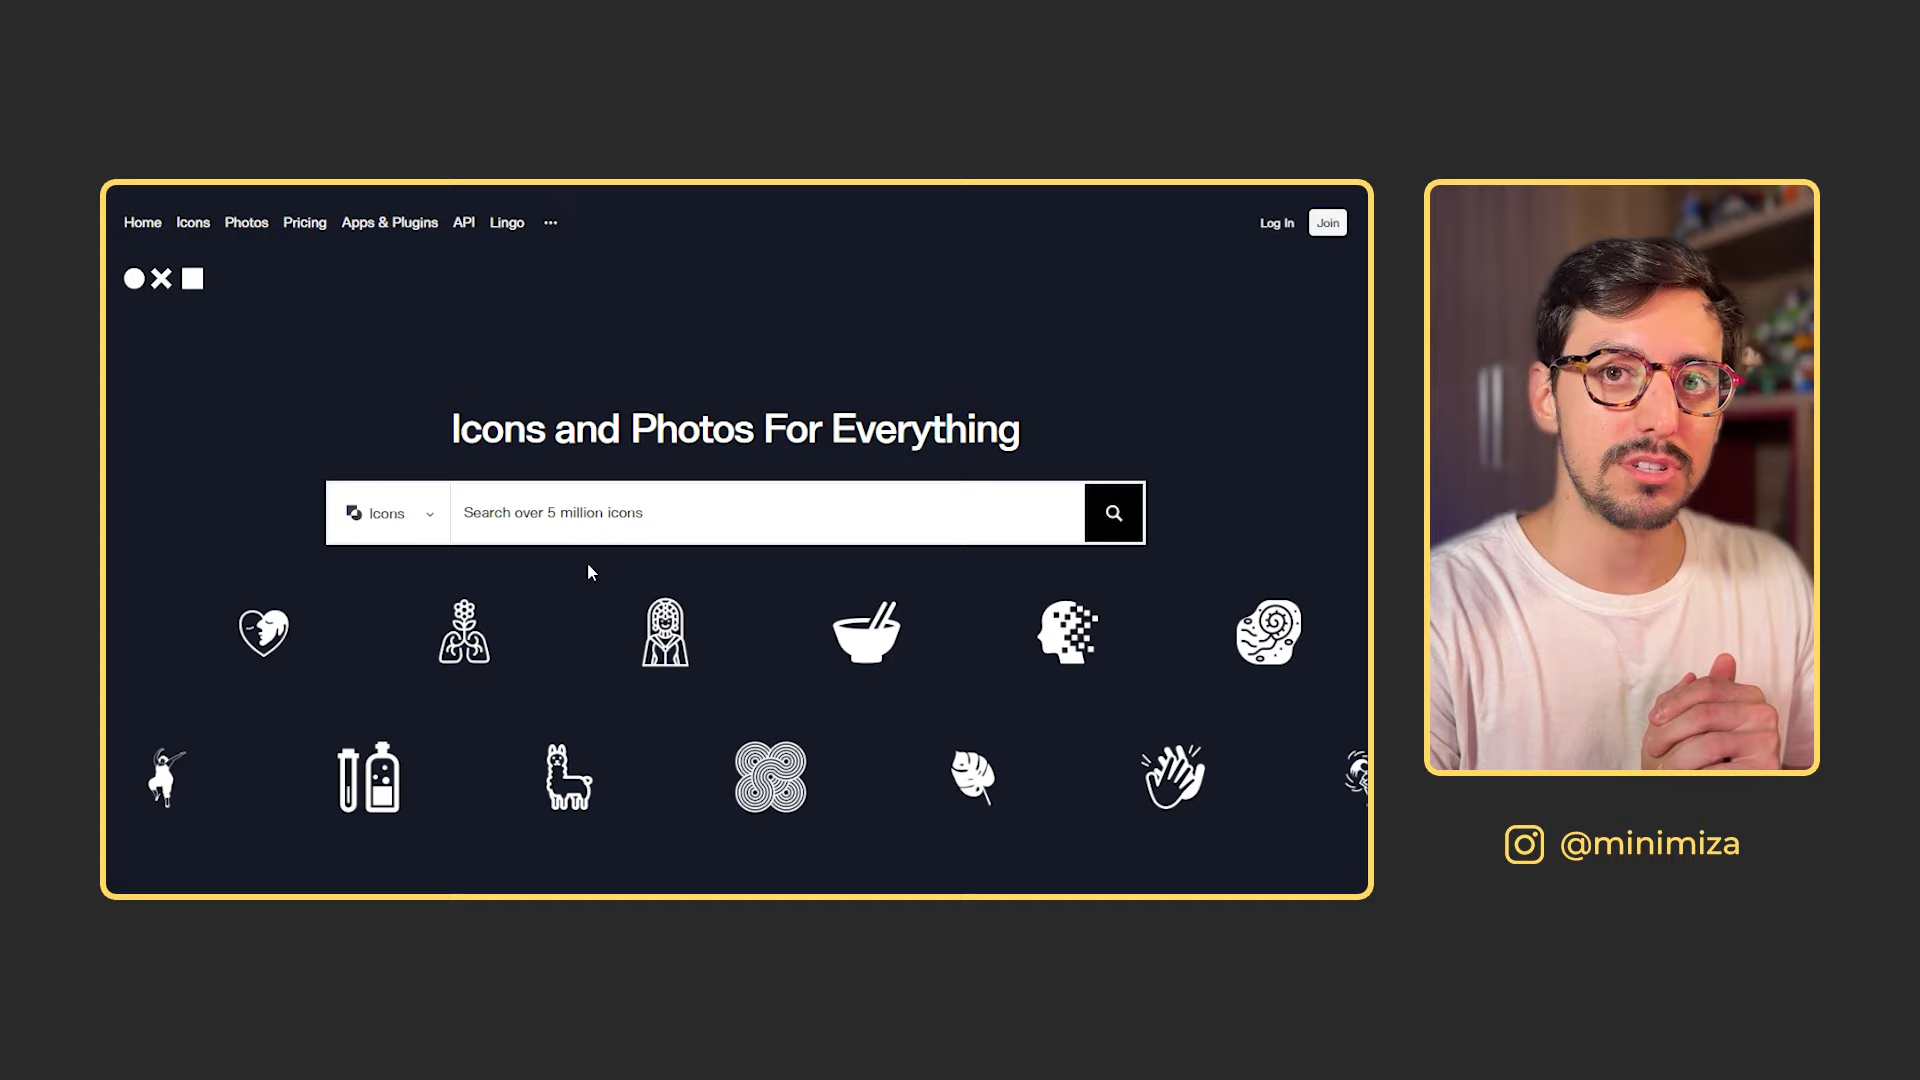 Home Icons Photos Pricing Apps & Plugins API Lingo ···
Log In Join
Icons and Photos For Everything
Icons Search over 5 million icons
@minimiza